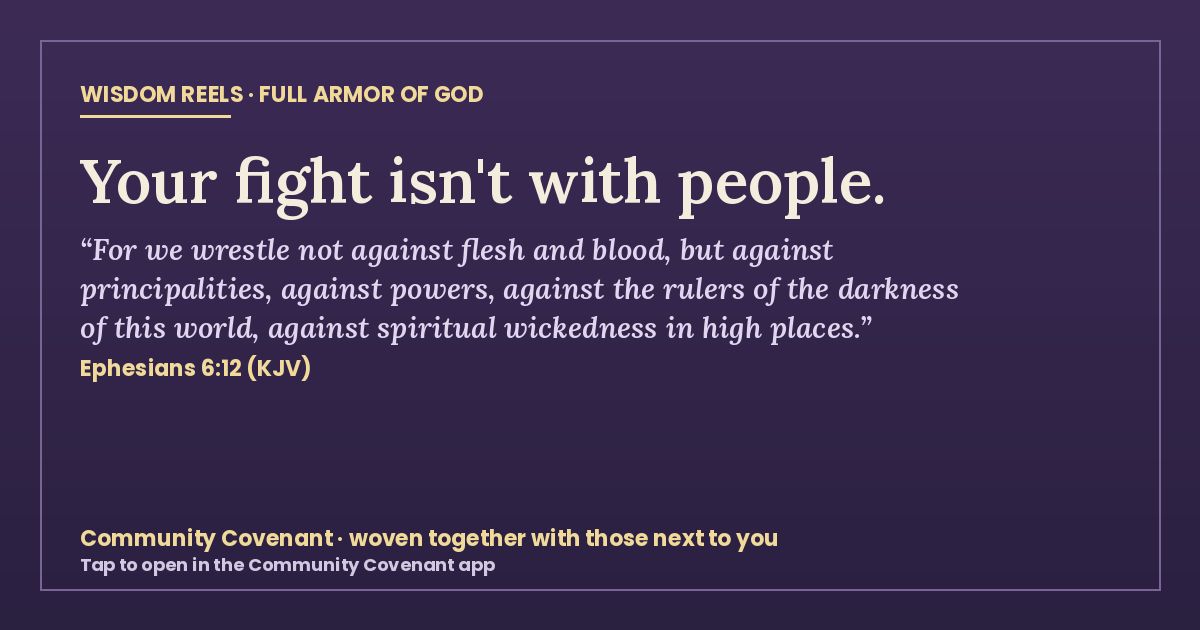 WISDOM REELS · FULL ARMOR OF GOD
Your fight isn't with people.
“For we wrestle not against flesh and blood, but against
principalities, against powers, against the rulers of the darkness
of this world, against spiritual wickedness in high places.”
Ephesians 6:12 (KJV)
Community Covenant · woven together with those next to you
Tap to open in the Community Covenant app